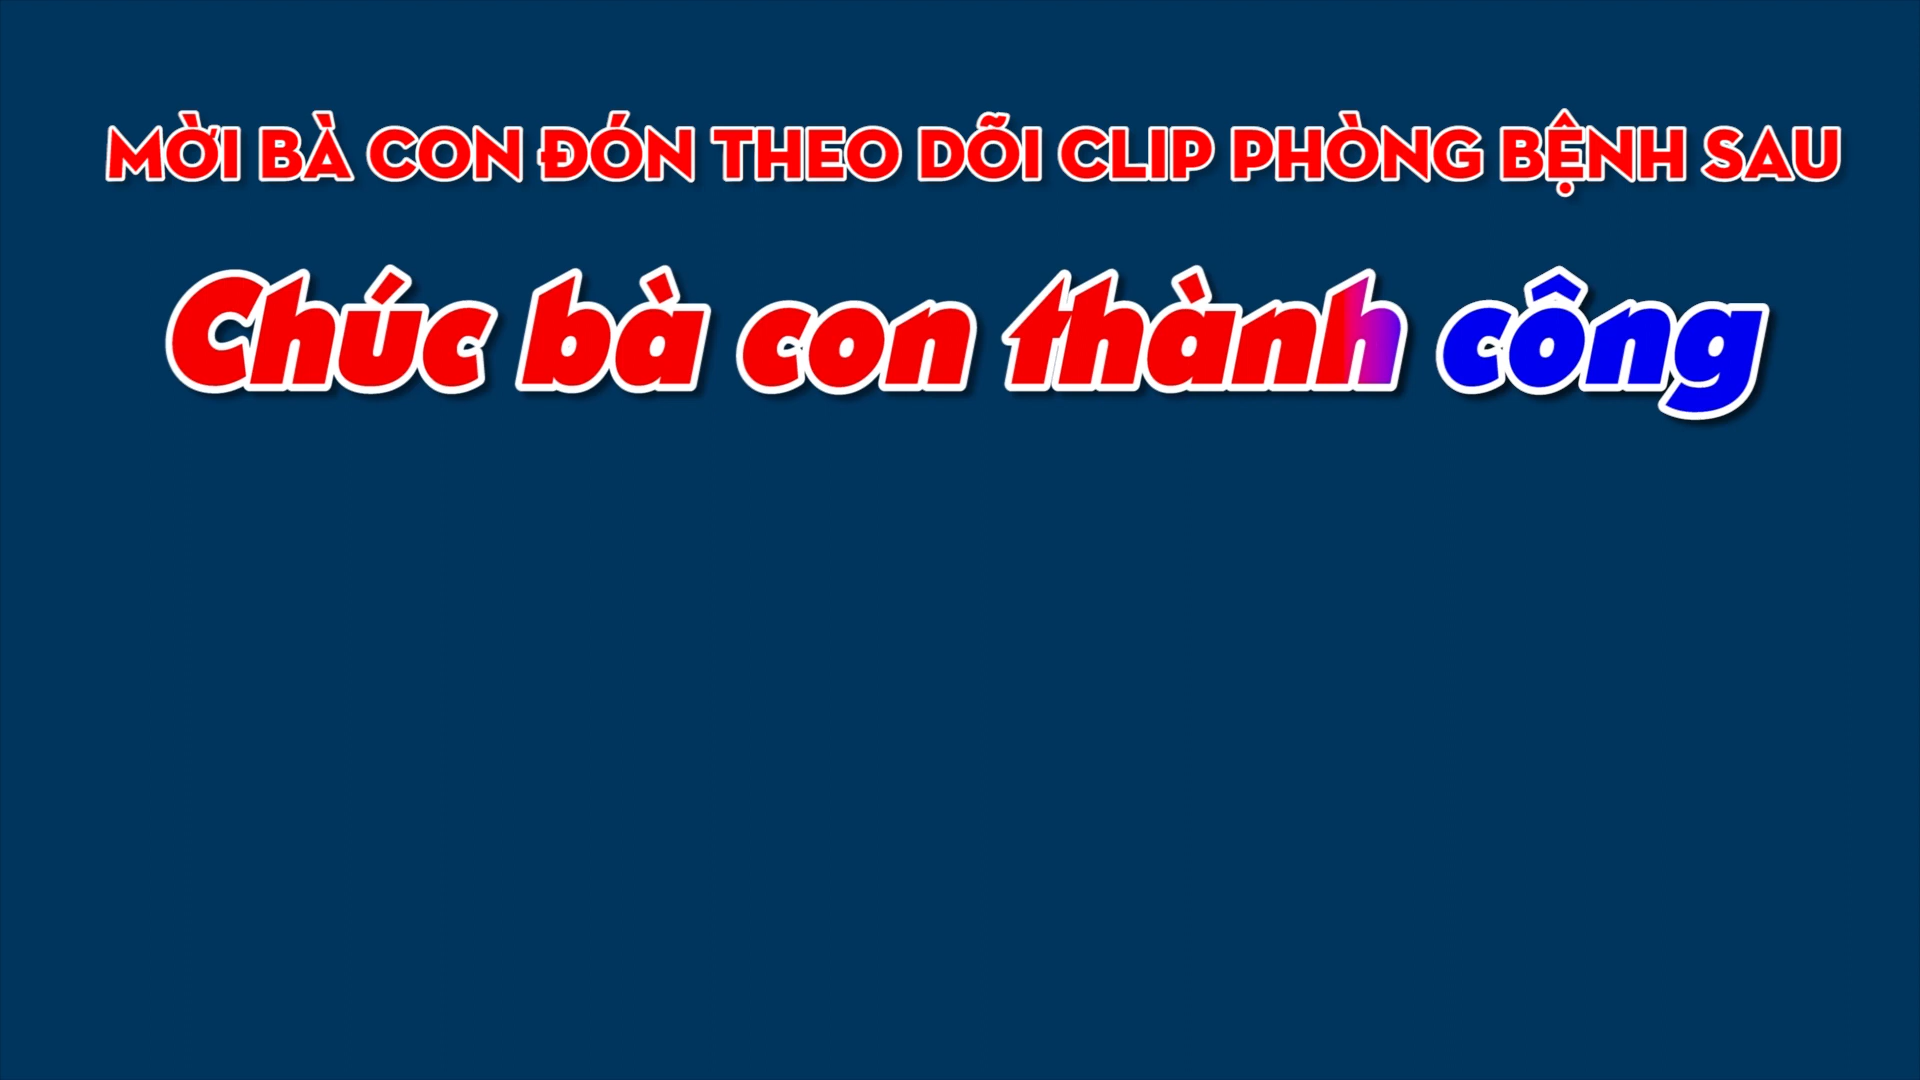 MỜI BÀ CON ĐÓN THEO DÕI CLIP PHÒNG BỆNH SAU
Chúc bà con thành công